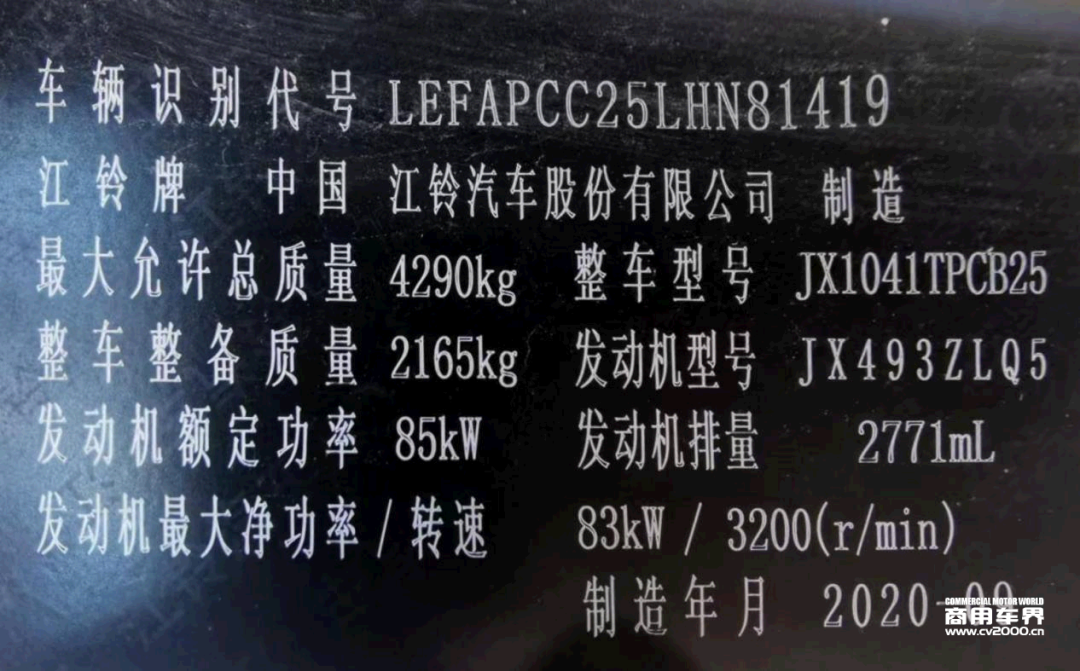 车辆识别代号 LEFAPCC25LHN81419
江铃牌 中国 江铃汽车股份有限公司 制造
最大允许总质量 4290kg 整车型号 JX1041TPCB25
整车整备质量 2165kg 发动机型号 JX493ZLQ5
发动机额定功率 85kW 发动机排量 2771mL
发动机最大净功率/转速 83kW / 3200(r/min)
制造年月 2020-
COMMERCIAL MOTOR WORLD
商用车界
www.cv2000.cn